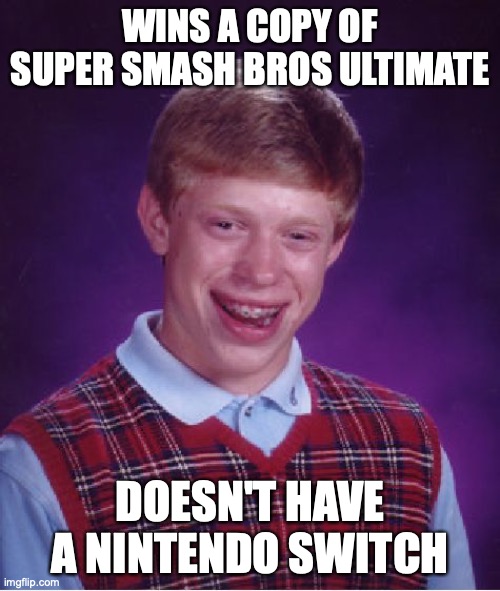 WINS A COPY OF
SUPER SMASH BROS ULTIMATE
DOESN'T HAVE
A NINTENDO SWITCH
imgflip.com